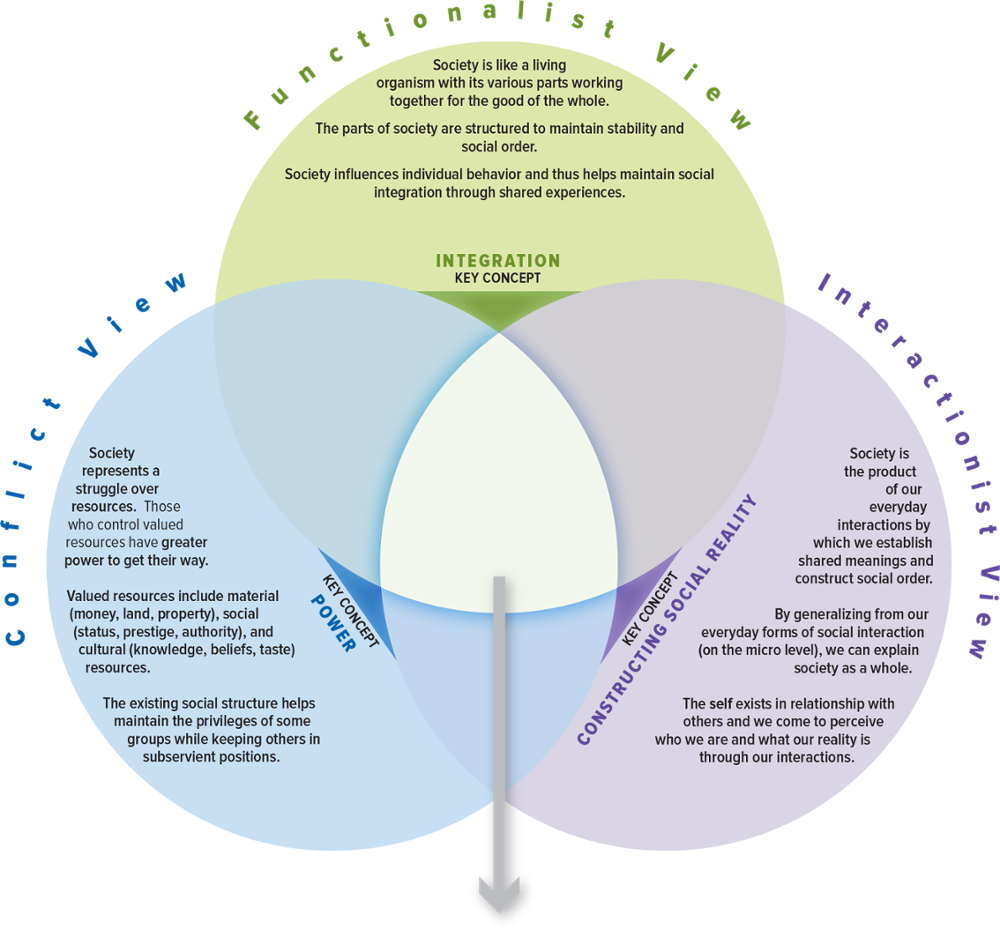 Functionalist View
Society is like a living
organism with its various parts working
together for the good of the whole.
The parts of society are structured to maintain stability and
social order.
Society influences individual behavior and thus helps maintain social
integration through shared experiences.
INTEGRATION
KEY CONCEPT
Conflict View
Society
represents a
struggle over
resources. Those
who control valued
resources have greater
power to get their way.
Valued resources include material
(money, land, property), social
(status, prestige, authority), and
cultural (knowledge, beliefs, taste)
resources.
The existing social structure helps
maintain the privileges of some
groups while keeping others in
subservient positions.
KEY CONCEPT
POWER
Interactionist View
Society is
the product
of our
everyday
interactions by
which we establish
shared meanings and
construct social order.
By generalizing from our
everyday forms of social interaction
(on the micro level), we can explain
society as a whole.
The self exists in relationship with
others and we come to perceive
who we are and what our reality is
through our interactions.
KEY CONCEPT
CONSTRUCTING SOCIAL REALITY